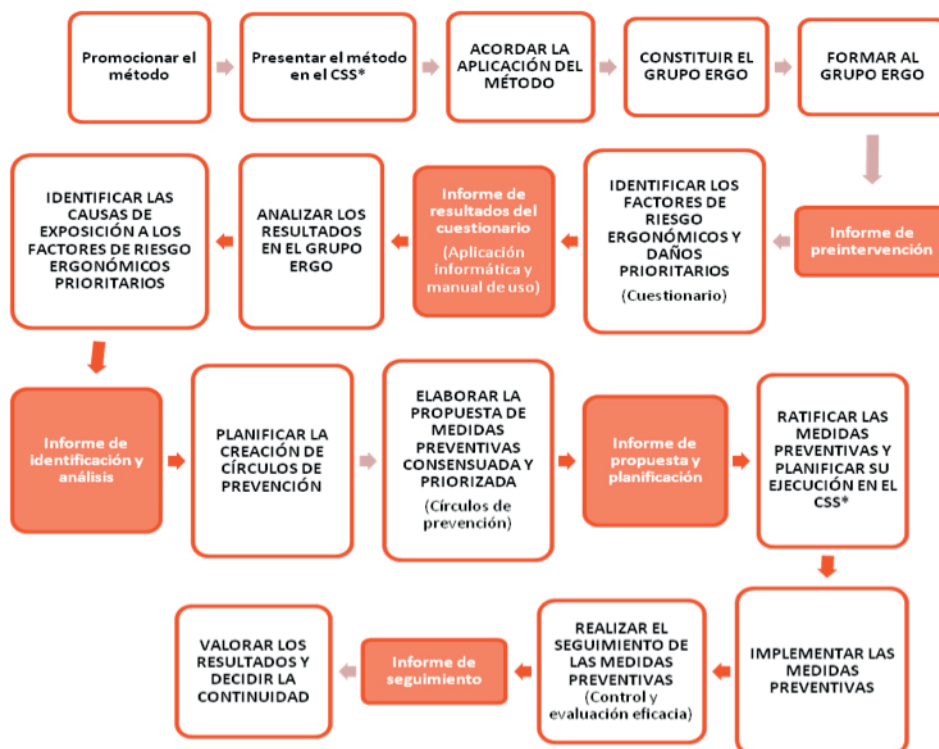 Promocionar el
método
Presentar el método
en el CSS*
ACORDAR LA
APLICACIÓN DEL
MÉTODO
CONSTITUIR EL
GRUPO ERGO
FORMAR AL
GRUPO ERGO
Informe de
preintervención
IDENTIFICAR LOS
FACTORES DE
RIESGO
ERGONÓMICOS Y
DAÑOS
PRIORITARIOS
(Cuestionario)
Informe de
resultados del
cuestionario
(Aplicación
informática y
manual de uso)
ANALIZAR LOS
RESULTADOS
EN EL GRUPO
ERGO
IDENTIFICAR LAS
CAUSAS DE
EXPOSICIÓN A LOS
FACTORES DE RIESGO
ERGONÓMICOS
PRIORITARIOS
Informe de
identificación y
análisis
PLANIFICAR LA
CREACIÓN DE
CÍRCULOS DE
PREVENCIÓN
ELABORAR LA
PROPUESTA DE
MEDIDAS
PREVENTIVAS
CONSENSUADA Y
PRIORIZADA
(Círculos de
prevención)
Informe de
propuesta y
planificación
RATIFICAR LAS
MEDIDAS
PREVENTIVAS Y
PLANIFICAR SU
EJECUCIÓN EN EL
CSS*
IMPLEMENTAR LAS
MEDIDAS
PREVENTIVAS
REALIZAR EL
SEGUIMIENTO DE
LAS MEDIDAS
PREVENTIVAS
(Control y
evaluación eficacia)
Informe de
seguimiento
VALORAR LOS
RESULTADOS Y
DECIDIR LA
CONTINUIDAD